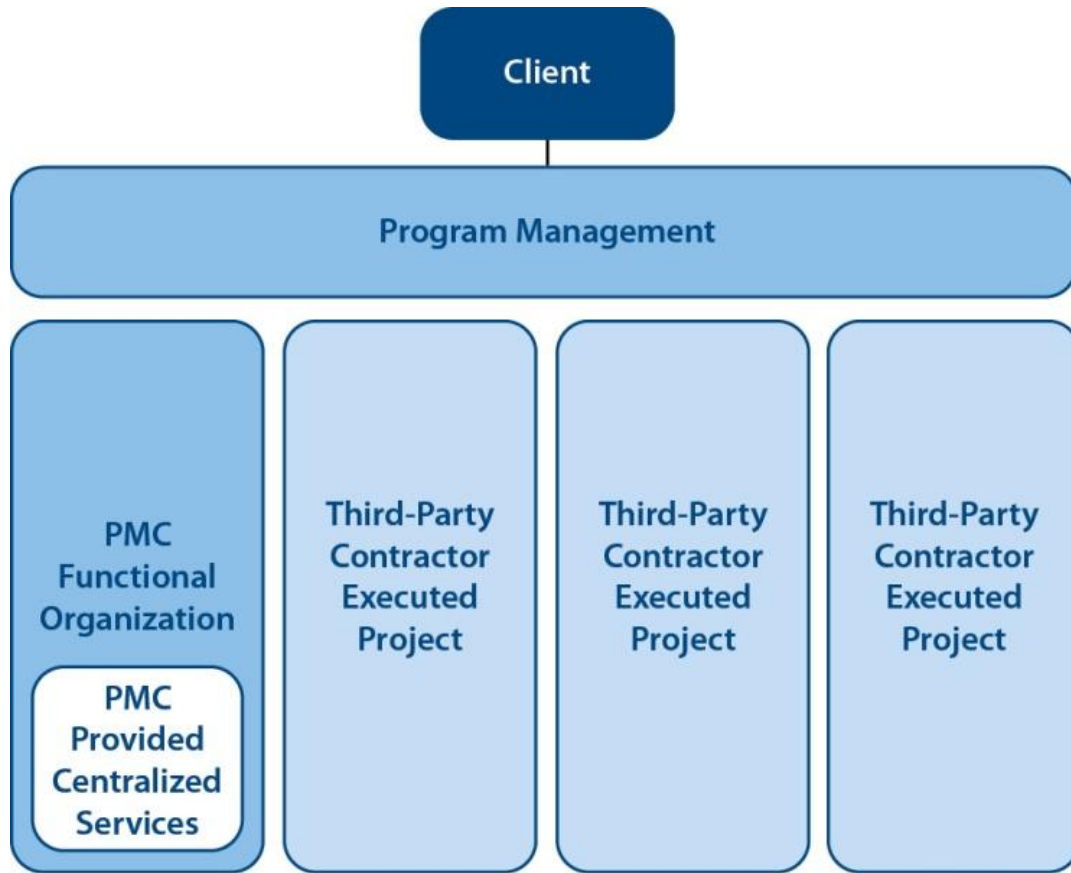 Client
Program Management
PMC
Functional
Organization
PMC
Provided
Centralized
Services
Third-Party
Contractor
Executed
Project
Third-Party
Contractor
Executed
Project
Third-Party
Contractor
Executed
Project